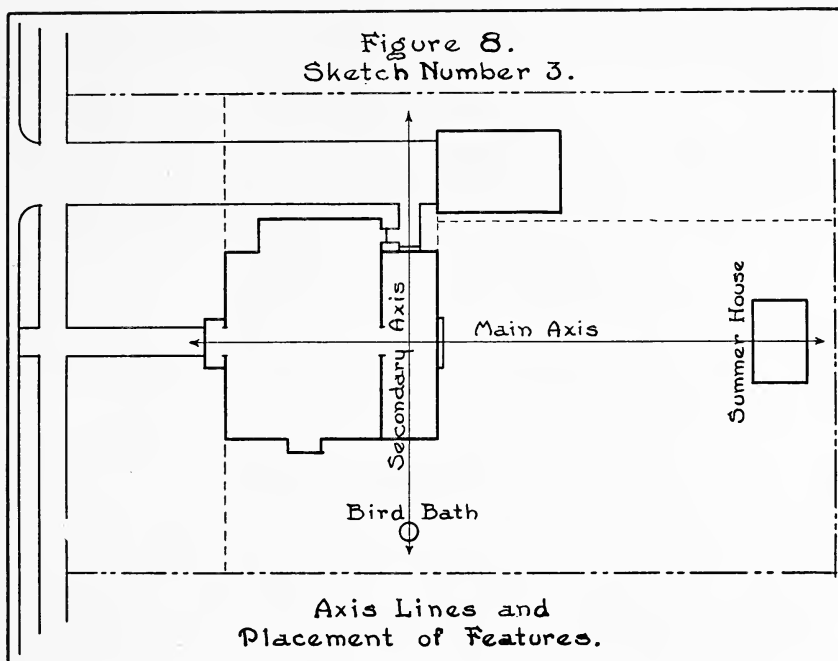 Figure 8.
Sketch Number 3.
Secondary Axis
Main Axis
Summer House
Bird Bath
Axis Lines and
Placement of Features.